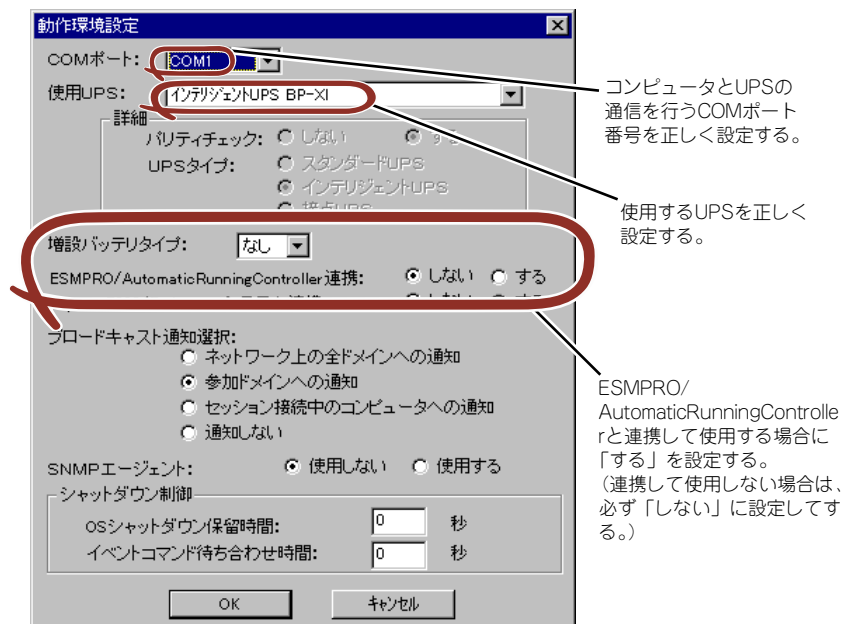 動作環境設定
COMポート: COM1
使用UPS: インテリジェントUPS BP-XI
詳細
パリティチェック: しない
UPSタイプ: スタンダードUPS
インテリジェントUPS
接点UPS
増設バッテリタイプ: なし
ESMPRO/AutomaticRunningController連携: しない する
ブロードキャスト通知選択:
ネットワーク上の全ドメインへの通知
参加ドメインへの通知
セッション接続中のコンピュータへの通知
通知しない
SNMPエージェント: 使用しない 使用する
シャットダウン制御
OSシャットダウン保留時間: 0 秒
イベントコマンド待ち合わせ時間: 0 秒
OK キャンセル
コンピュータとUPSの
通信を行うCOMポート
番号を正しく設定する。
使用するUPSを正しく
設定する。
ESMPRO/
AutomaticRunningControlle
rと連携して使用する場合に
「する」を設定する。
（連携して使用しない場合は、
必ず「しない」に設定してす
る。）